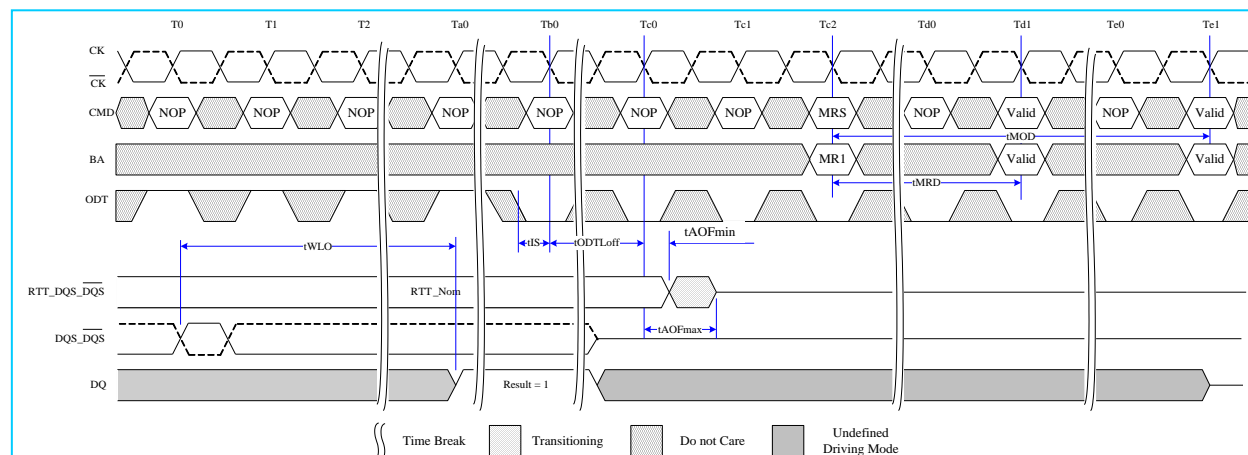 T0 T1 T2 Ta0 Tb0 Tc0 Tc1 Tc2 Td0 Td1 Te0 Te1
CK
CK
CMD NOP NOP NOP NOP NOP NOP NOP MRS NOP Valid NOP Valid
tMOD
BA MR1 Valid Valid
tMRD
ODT
tWLO tIS tODTLoff tAOFmin
RTT_DQS_DQS RTT_Nom
DQS_DQS tAOFmax
DQ Result = 1
Time Break Transitioning Do not Care Undefined
Driving Mode